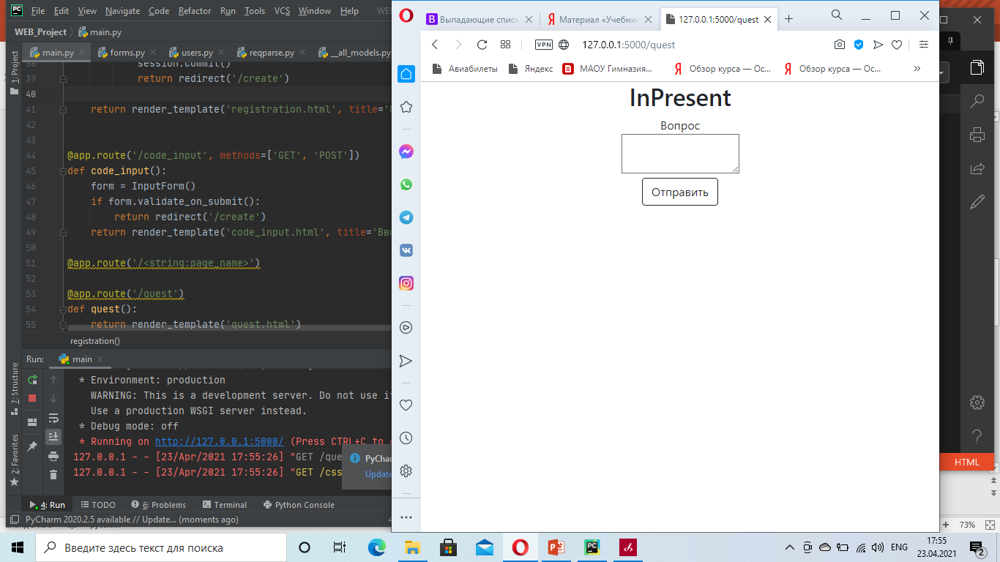 File Edit View Navigate Code Refactor Run Tools VCS Window Help
WEB_Project main.py
main.py forms.py users.py reqparse.py __all_models.py
1: Project
38 session.commit()
39 return redirect('/create')
40
41 return render_template('registration.html', title=
42
43
44 @app.route('/code_input', methods=['GET', 'POST'])
45 def code_input():
46 form = InputForm()
47 if form.validate_on_submit():
48 return redirect('/create')
49 return render_template('code_input.html', title='Вво
50
51 @app.route('/<string:page_name>')
52
53 @app.route('/quest')
54 def quest():
55 return render_template('quest.html')
registration()
Run: main
7: Structure
2: Favorites
* Environment: production
WARNING: This is a development server. Do not use i
Use a production WSGI server instead.
* Debug mode: off
* Running on http://127.0.0.1:5000/ (Press CTRL+C to
127.0.0.1 - - [23/Apr/2021 17:55:26] "GET /que
127.0.0.1 - - [23/Apr/2021 17:55:26] "GET /css
PyChar
Update
4: Run TODO 6: Problems Terminal Python Console
PyCharm 2020.2.5 available // Update... (moments ago)
Выпадающие списк Материал «Учебник 127.0.0.1:5000/quest
VPN 127.0.0.1:5000/quest
Авиабилеты Яндекс МАОУ Гимназия... Обзор курса — Ос... Обзор курса — Ос... »
InPresent
Вопрос
Отправить
HTML
73%
Введите здесь текст для поиска
ENG
17:55
23.04.2021
2